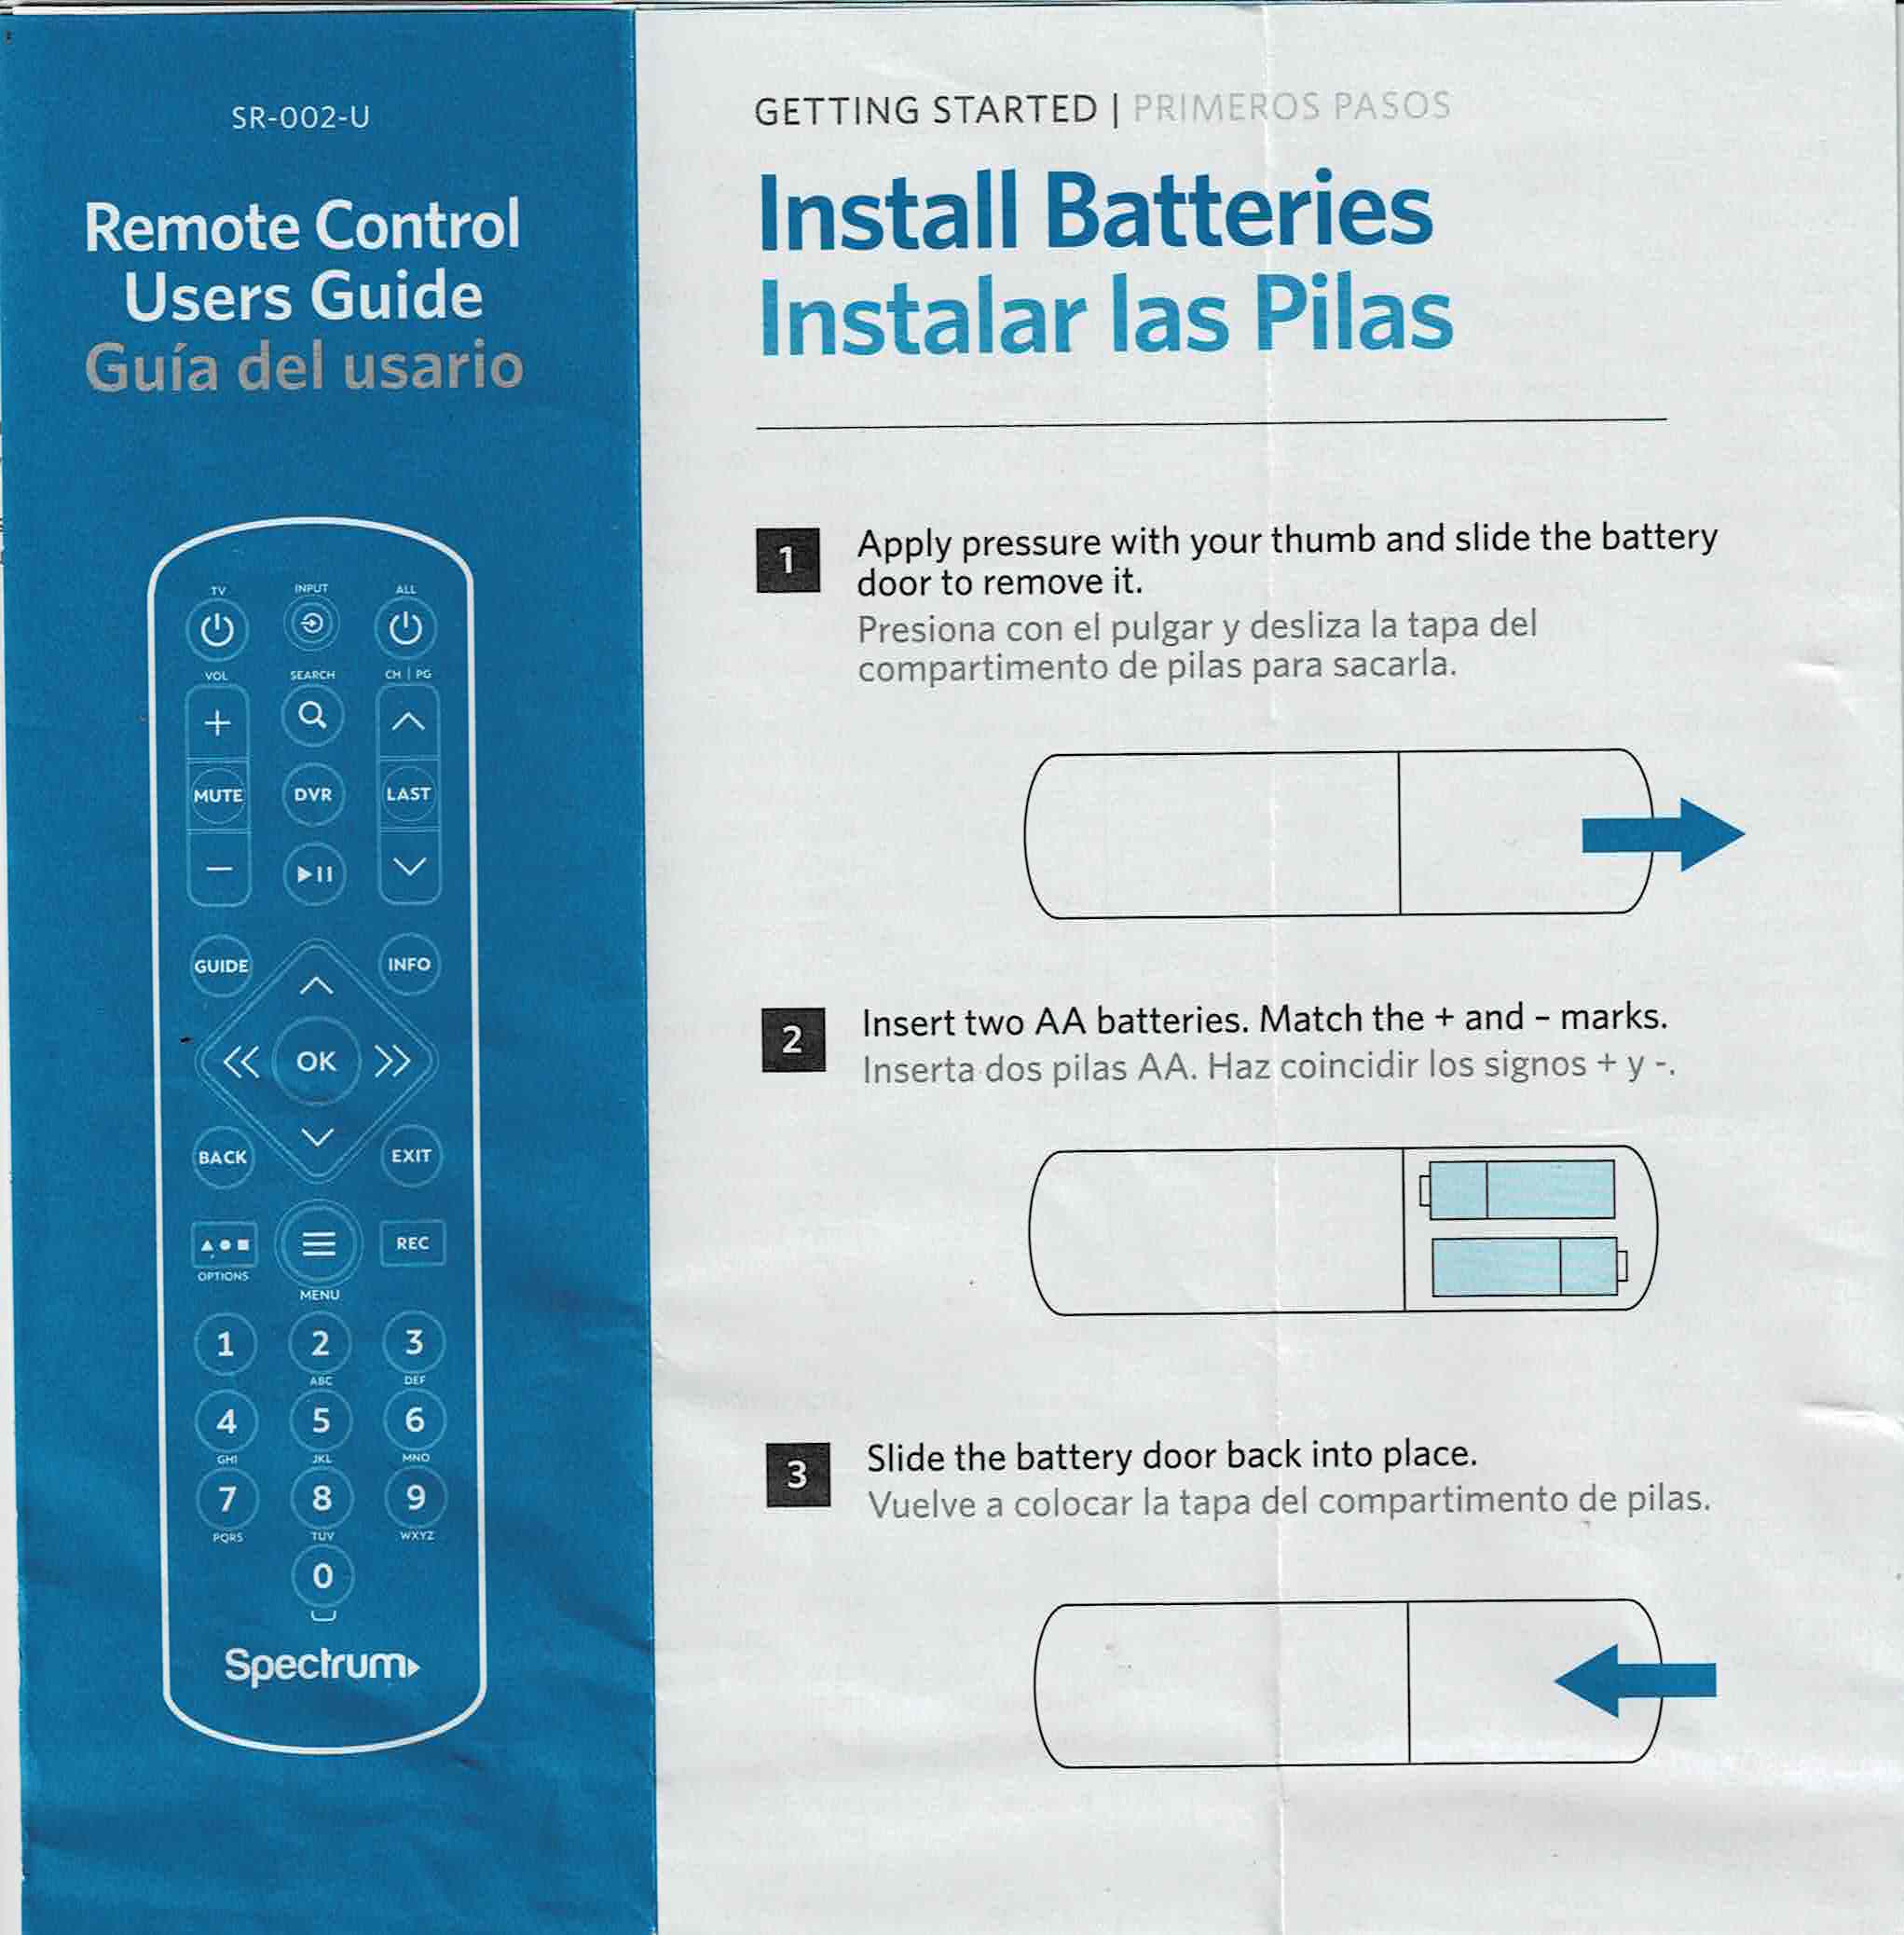 SR-002-U
Remote Control
Users Guide
Guía del usario
TV INPUT ALL
VOL SEARCH CH | PG
+
MUTE DVR LAST
−
GUIDE INFO
OK
BACK EXIT
REC
OPTIONS
MENU
1 2 3
ABC DEF
4 5 6
GHI JKL MNO
7 8 9
PQRS TUV WXYZ
0
Spectrum
GETTING STARTED | PRIMEROS PASOS
Install Batteries
Instalar las Pilas
1
Apply pressure with your thumb and slide the battery
door to remove it.
Presiona con el pulgar y desliza la tapa del
compartimento de pilas para sacarla.
2
Insert two AA batteries. Match the + and – marks.
Inserta dos pilas AA. Haz coincidir los signos + y -.
3
Slide the battery door back into place.
Vuelve a colocar la tapa del compartimento de pilas.